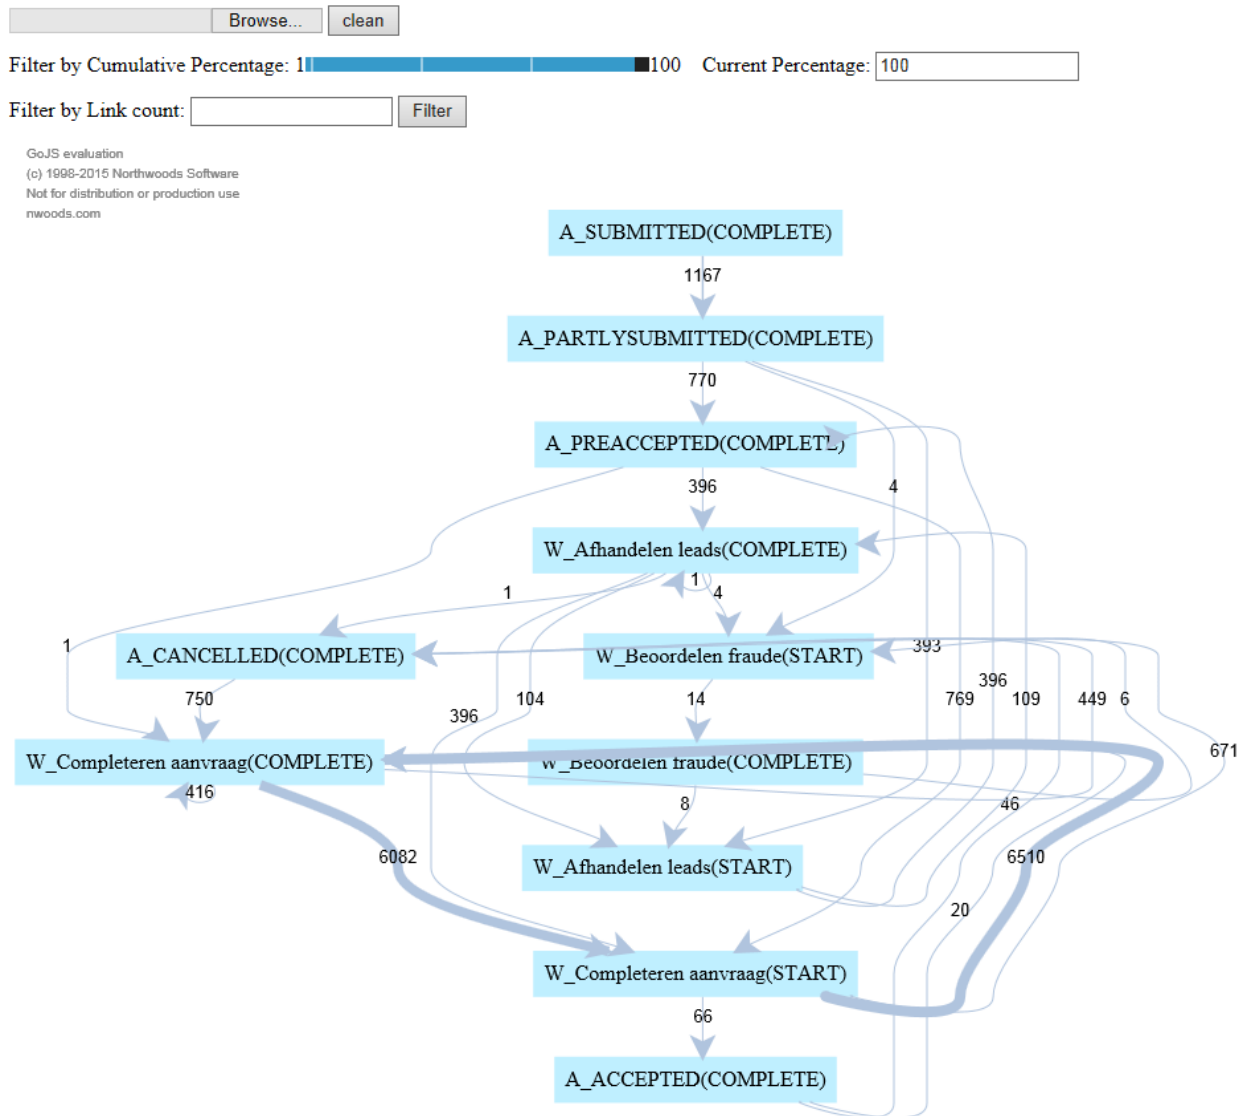 Browse... clean
Filter by Cumulative Percentage: 1 100 Current Percentage: 100
Filter by Link count: Filter
GoJS evaluation
(c) 1998-2015 Northwoods Software
Not for distribution or production use
nwoods.com
A_SUBMITTED(COMPLETE)
1167
A_PARTLYSUBMITTED(COMPLETE)
770
A_PREACCEPTED(COMPLETE)
396 4
W_Afhandelen leads(COMPLETE)
1 1 4
1 A_CANCELLED(COMPLETE) W_Beoordelen fraude(START) 393
396
750 396 104 14 769 109 449 6
671
W_Completeren aanvraag(COMPLETE) W_Beoordelen fraude(COMPLETE)
416 8 46
6082 6510
W_Afhandelen leads(START)
20
W_Completeren aanvraag(START)
66
A_ACCEPTED(COMPLETE)